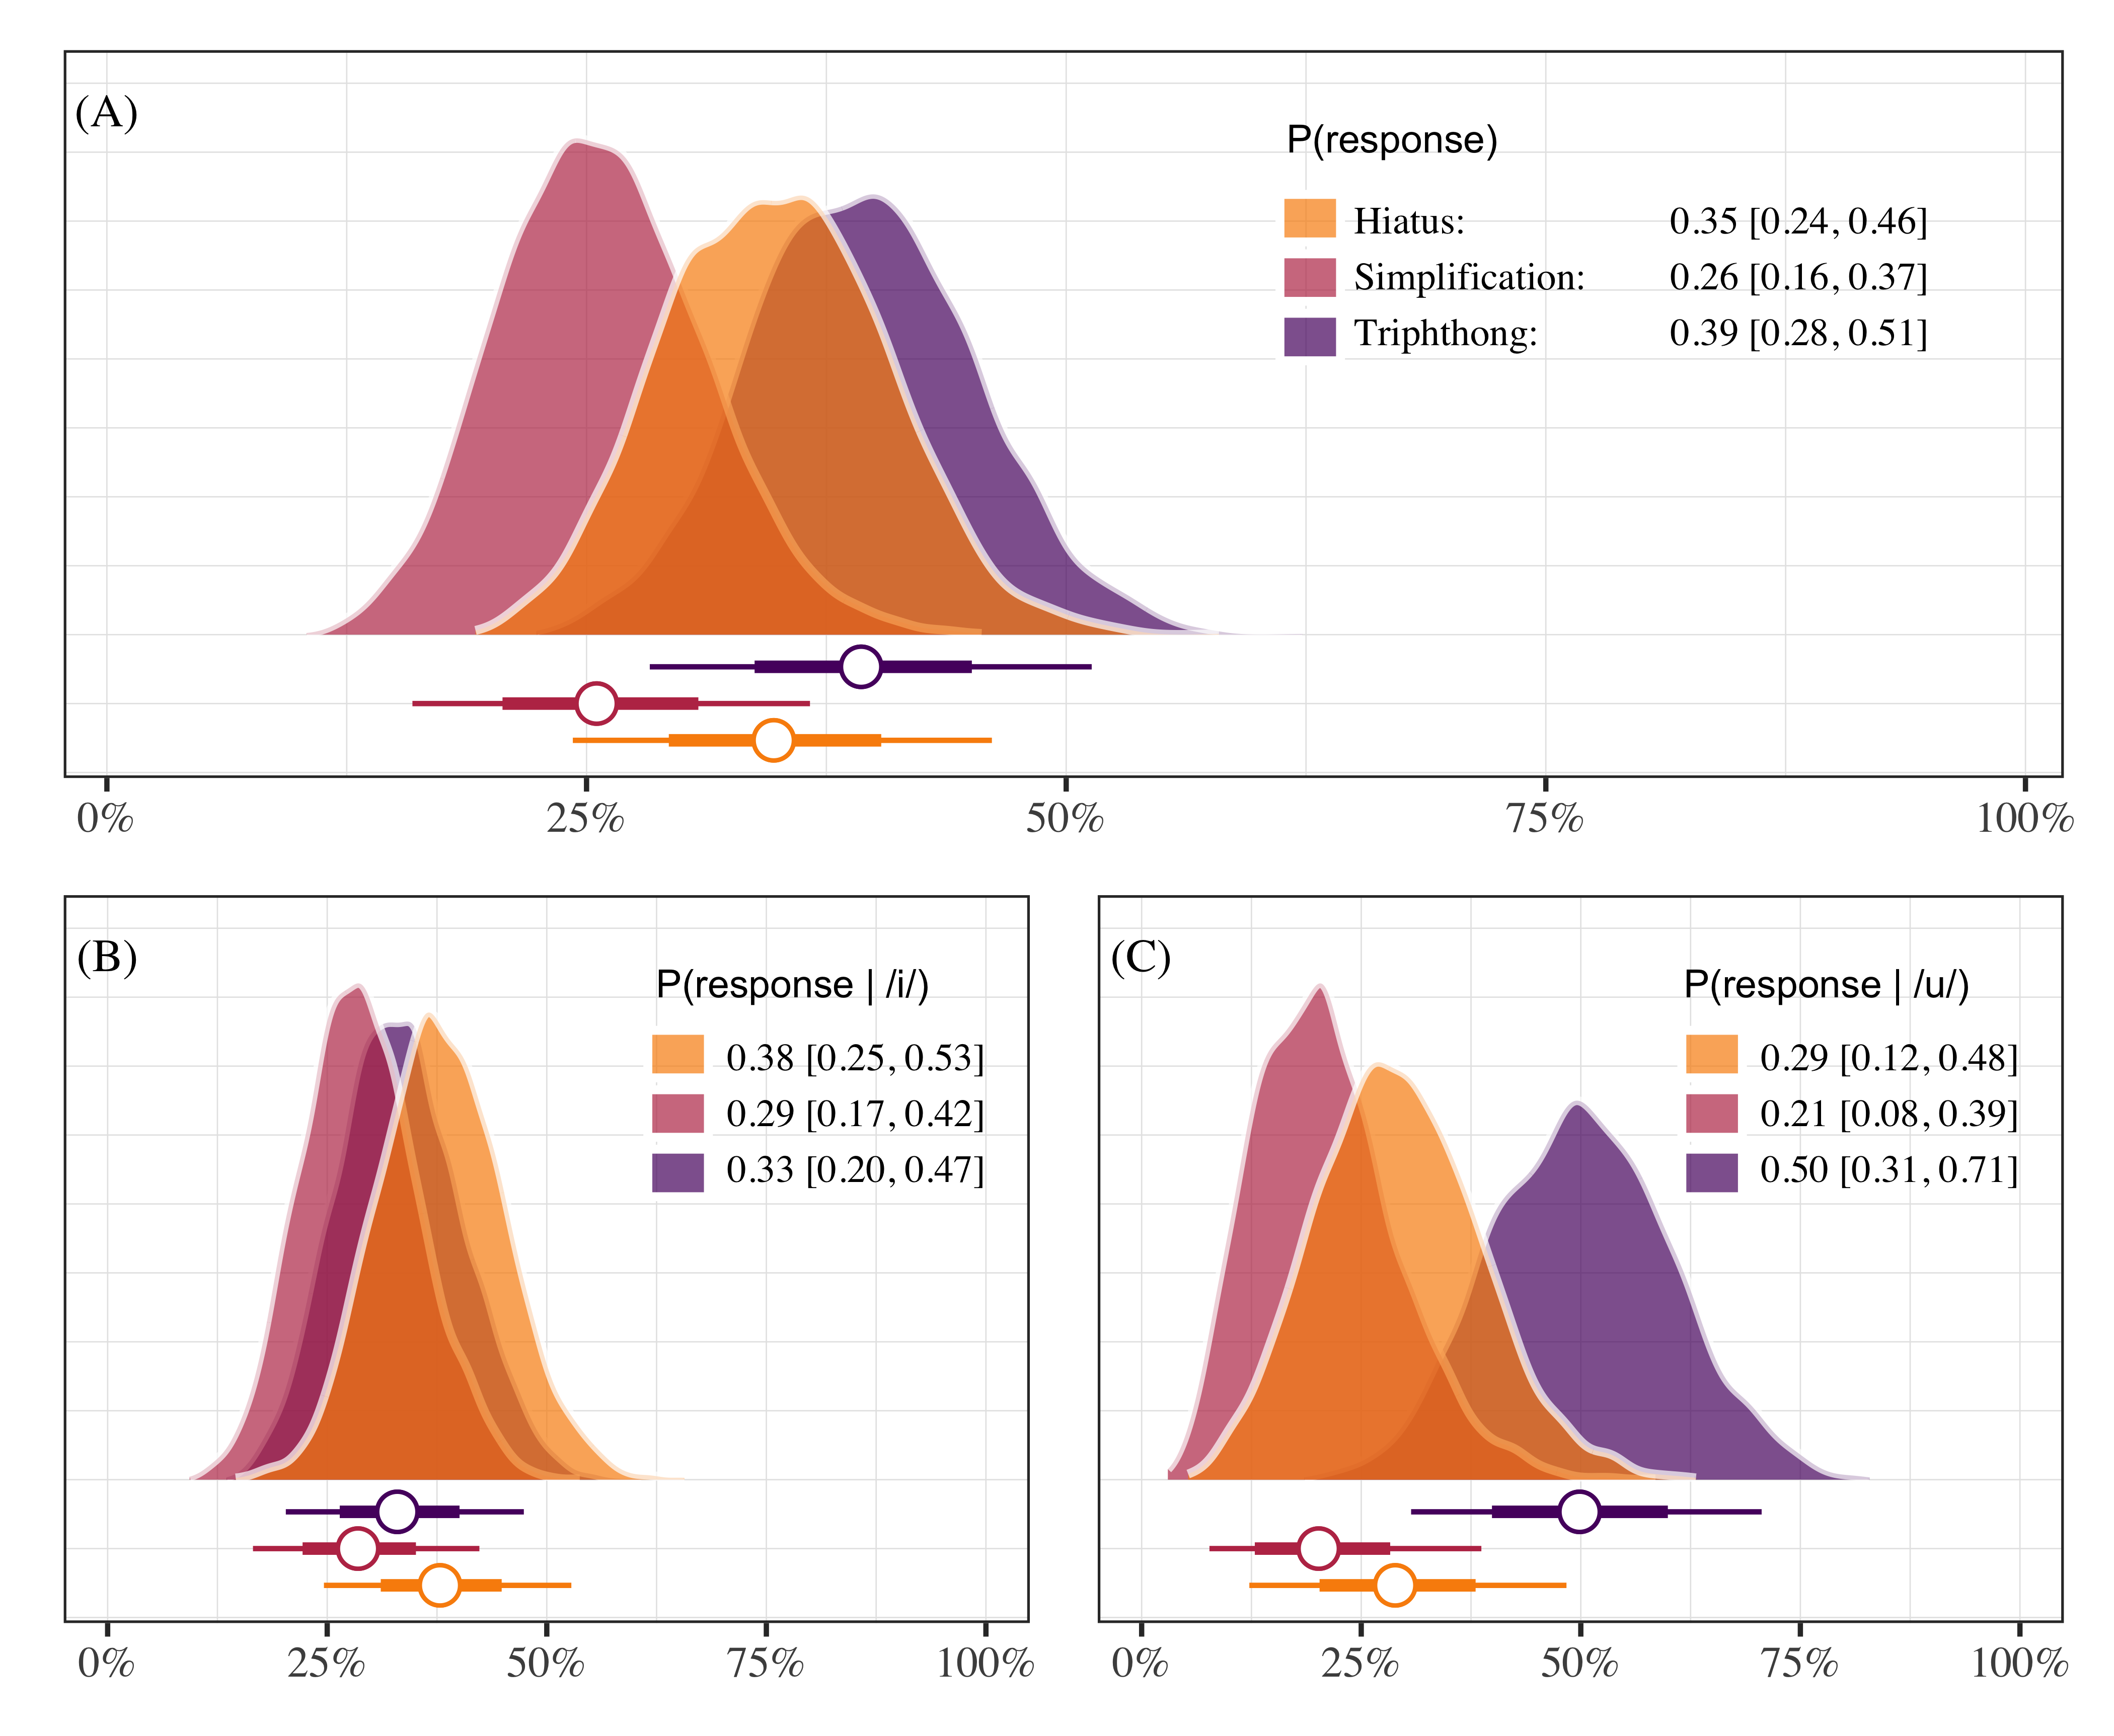 (A)
P(response)
Hiatus: 0.35 [0.24, 0.46]
Simplification: 0.26 [0.16, 0.37]
Triphthong: 0.39 [0.28, 0.51]
0% 25% 50% 75% 100%
(B)
P(response | /i/)
0.38 [0.25, 0.53]
0.29 [0.17, 0.42]
0.33 [0.20, 0.47]
0% 25% 50% 75% 100%
(C)
P(response | /u/)
0.29 [0.12, 0.48]
0.21 [0.08, 0.39]
0.50 [0.31, 0.71]
0% 25% 50% 75% 100%